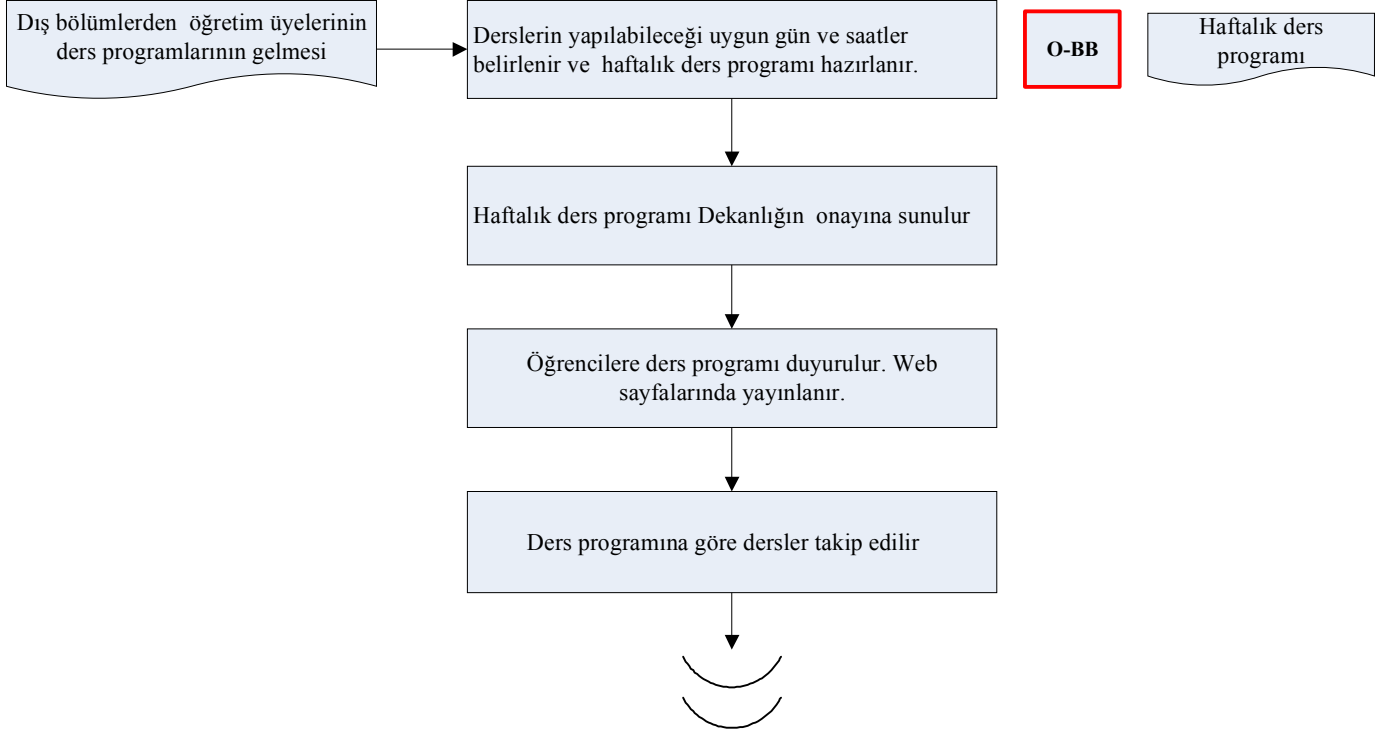 Dış bölümlerden öğretim üyelerinin
ders programlarının gelmesi
Derslerin yapılabileceği uygun gün ve saatler
belirlenir ve haftalık ders programı hazırlanır.
O-BB
Haftalık ders
programı
Haftalık ders programı Dekanlığın onayına sunulur
Öğrencilere ders programı duyurulur. Web
sayfalarında yayınlanır.
Ders programına göre dersler takip edilir